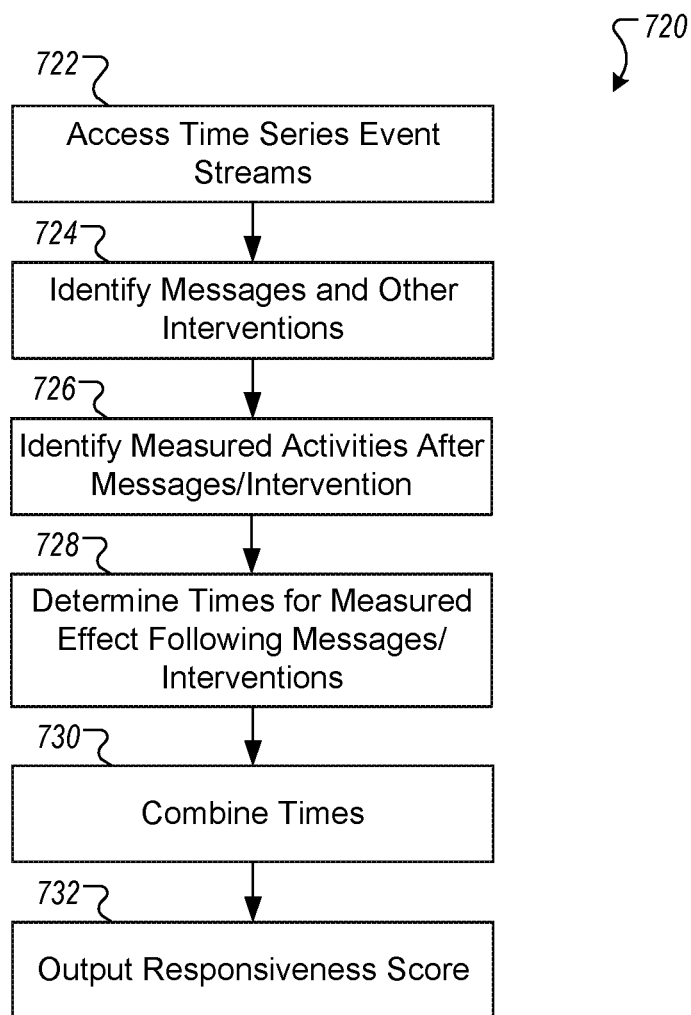 720
722
Access Time Series Event
Streams
724
Identify Messages and Other
Interventions
726
Identify Measured Activities After
Messages/Intervention
728
Determine Times for Measured
Effect Following Messages/
Interventions
730
Combine Times
732
Output Responsiveness Score